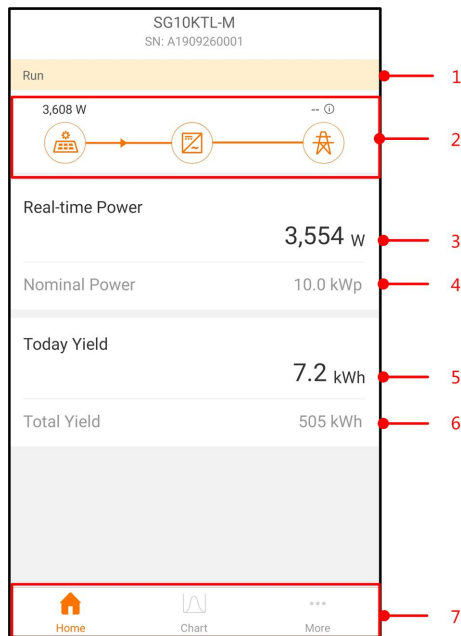 SG10KTL-M
SN: A1909260001
Run
1
3,608 W
--
2
Real-time Power
3,554 W
3
Nominal Power 10.0 kWp
4
Today Yield
7.2 kWh
5
Total Yield 505 kWh
6
Home Chart More
7